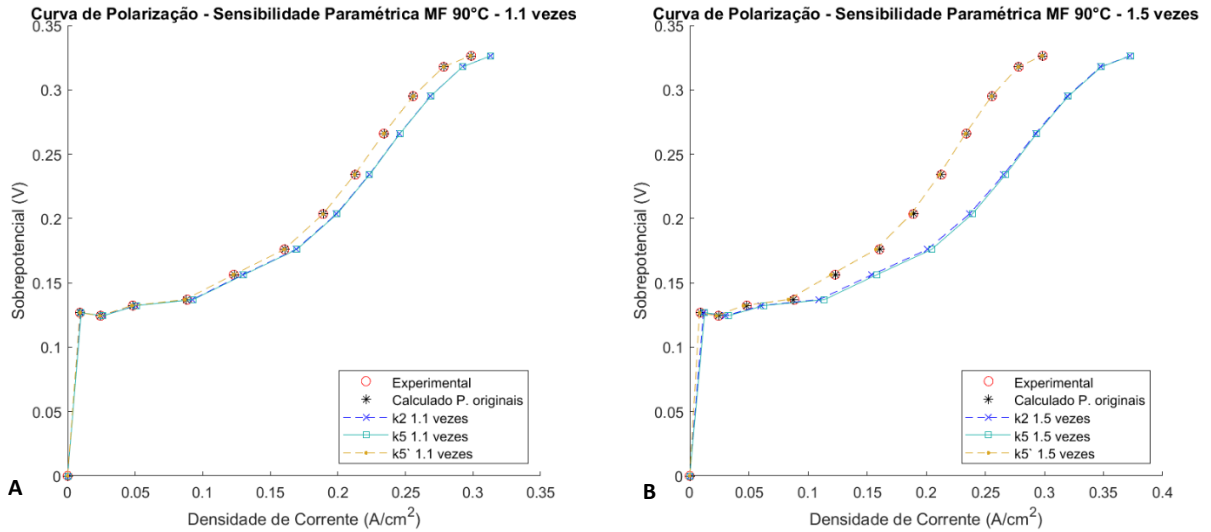 Curva de Polarização - Sensibilidade Paramétrica MF 90°C - 1.1 vezes
0.35
0.3
0.25
0.2
0.15
0.1
0.05
0
Sobrepotencial (V)
Experimental
Calculado P. originais
k2 1.1 vezes
k5 1.1 vezes
k5` 1.1 vezes
A
0 0.05 0.1 0.15 0.2 0.25 0.3 0.35
Densidade de Corrente (A/cm²)
Curva de Polarização - Sensibilidade Paramétrica MF 90°C - 1.5 vezes
0.35
0.3
0.25
0.2
0.15
0.1
0.05
0
Sobrepotencial (V)
Experimental
Calculado P. originais
k2 1.5 vezes
k5 1.5 vezes
k5` 1.5 vezes
B
0 0.05 0.1 0.15 0.2 0.25 0.3 0.35 0.4
Densidade de Corrente (A/cm²)